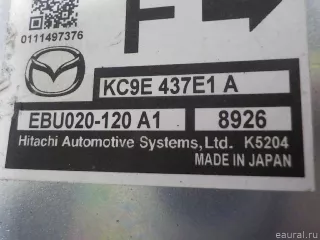 0111497376
F
KC9E 437E1 A
EBU020-120 A1 8926
Hitachi Automotive Systems,Ltd. K5204
MADE IN JAPAN
© eaural.ru